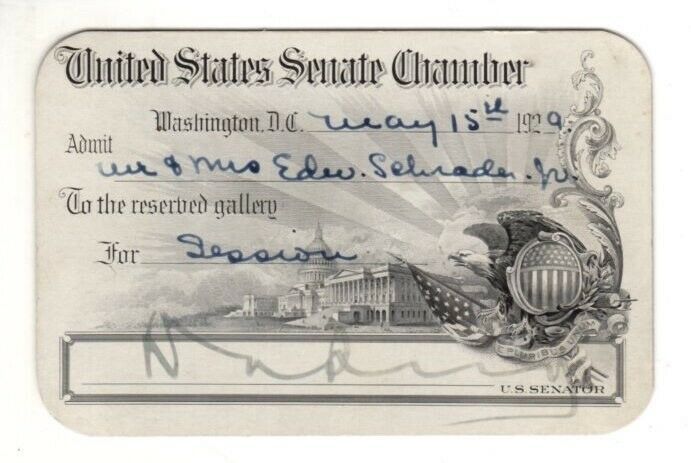 United States Senate Chamber
Washington, D.C. May 15th 1929.
Admit
Mr & Mrs Edw. Schrader. Jr.
To the reserved gallery
For Session
PLURIBUS
U.S. SENATOR